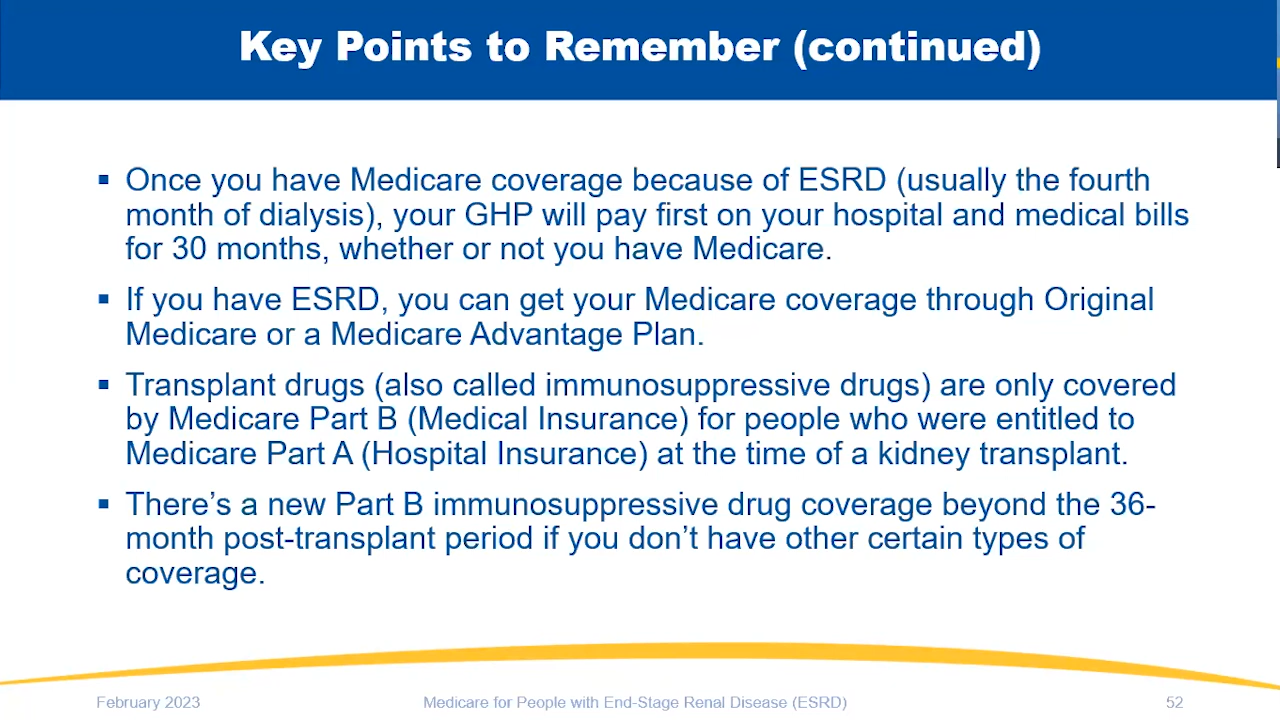 Key Points to Remember (continued)
▪ Once you have Medicare coverage because of ESRD (usually the fourth
month of dialysis), your GHP will pay first on your hospital and medical bills
for 30 months, whether or not you have Medicare.
▪ If you have ESRD, you can get your Medicare coverage through Original
Medicare or a Medicare Advantage Plan.
▪ Transplant drugs (also called immunosuppressive drugs) are only covered
by Medicare Part B (Medical Insurance) for people who were entitled to
Medicare Part A (Hospital Insurance) at the time of a kidney transplant.
▪ There’s a new Part B immunosuppressive drug coverage beyond the 36-
month post-transplant period if you don’t have other certain types of
coverage.
February 2023
Medicare for People with End-Stage Renal Disease (ESRD)
52